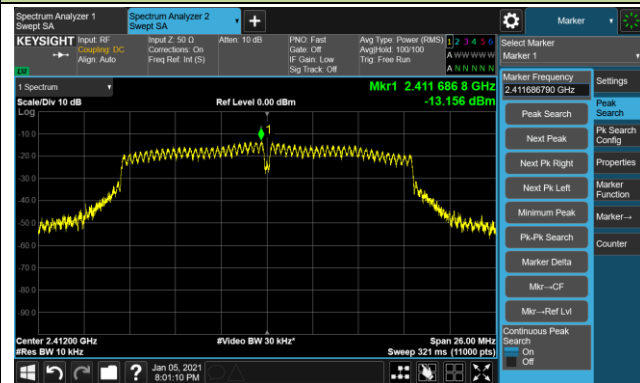 Spectrum Analyzer 1
Swept SA
Spectrum Analyzer 2
Swept SA
KEYSIGHT
Input: RF
Coupling: DC
Align: Auto
Input Z: 50 Ω
Corrections: On
Freq Ref: Int (S)
Atten: 10 dB
PNO: Fast
Gate: Off
IF Gain: Low
Sig Track: Off
Avg Type: Power (RMS)
Avg|Hold: 100/100
Trig: Free Run
1 2 3 4 5 6
A W W W W W
A N N N N N
LXI
1 Spectrum
Scale/Div 10 dB
Log
Ref Level 0.00 dBm
Mkr1 2.411 686 8 GHz
-13.156 dBm
1
-10.0
-20.0
-30.0
-40.0
-50.0
-60.0
-70.0
-80.0
-90.0
Center 2.41200 GHz
#Res BW 10 kHz
#Video BW 30 kHz*
Span 26.00 MHz
Sweep 321 ms (11000 pts)
?
Jan 05, 2021
8:01:10 PM
Marker
Select Marker
Marker 1
Marker Frequency
2.411686790 GHz
Peak Search
Next Peak
Next Pk Right
Next Pk Left
Minimum Peak
Pk-Pk Search
Marker Delta
Mkr→CF
Mkr→Ref Lvl
Continuous Peak
Search
On
Off
Settings
Peak
Search
Pk Search
Config
Properties
Marker
Function
Marker→
Counter